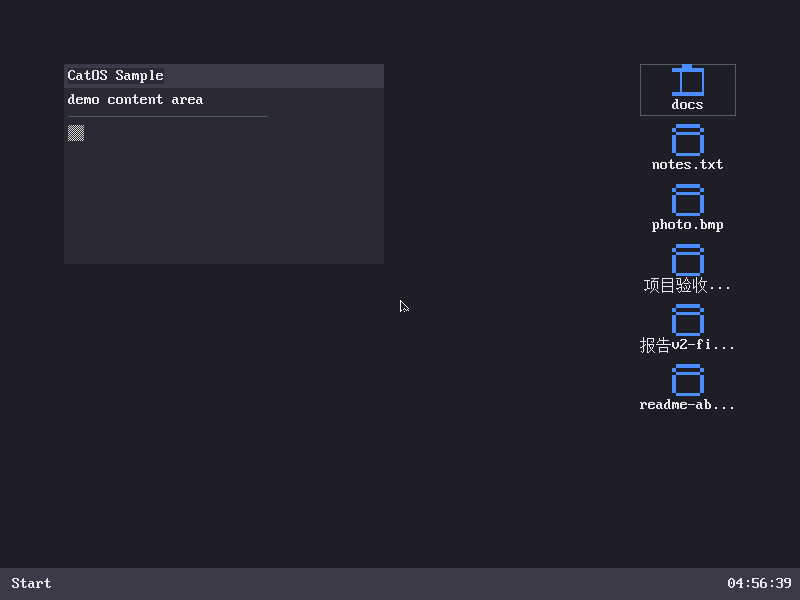 CatOS Sample
demo content area
docs
notes.txt
photo.bmp
项目验收...
报告v2-fi...
readme-ab...
Start
04:56:39